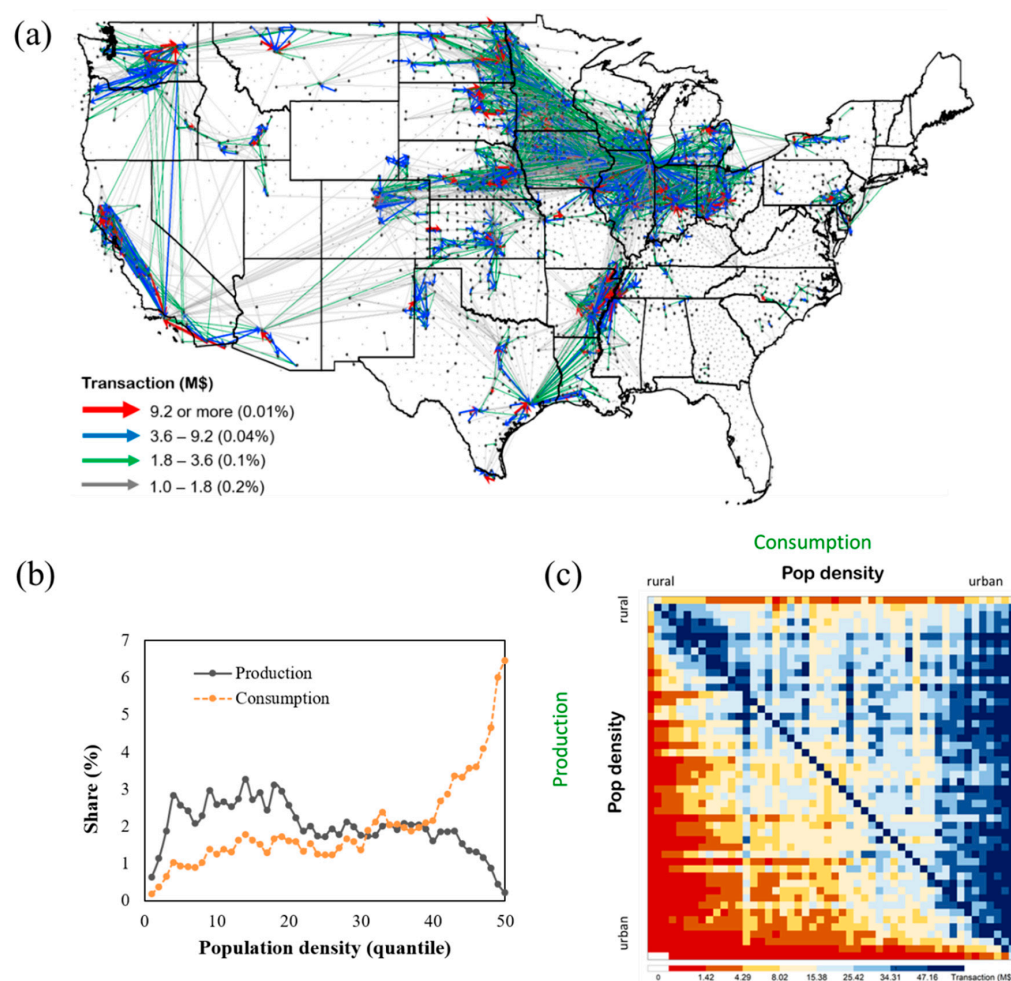 (a)
Transaction (M$)
9.2 or more (0.01%)
3.6 – 9.2 (0.04%)
1.8 – 3.6 (0.1%)
1.0 – 1.8 (0.2%)
(b)
7
6
5
4
3
2
1
0
Share (%)
Production
Consumption
0 10 20 30 40 50
Population density (quantile)
(c)
Consumption
Pop density
rural urban
Production
Pop density
rural
urban
0 1.42 4.29 8.02 15.38 25.42 34.31 47.16 Transaction (M$